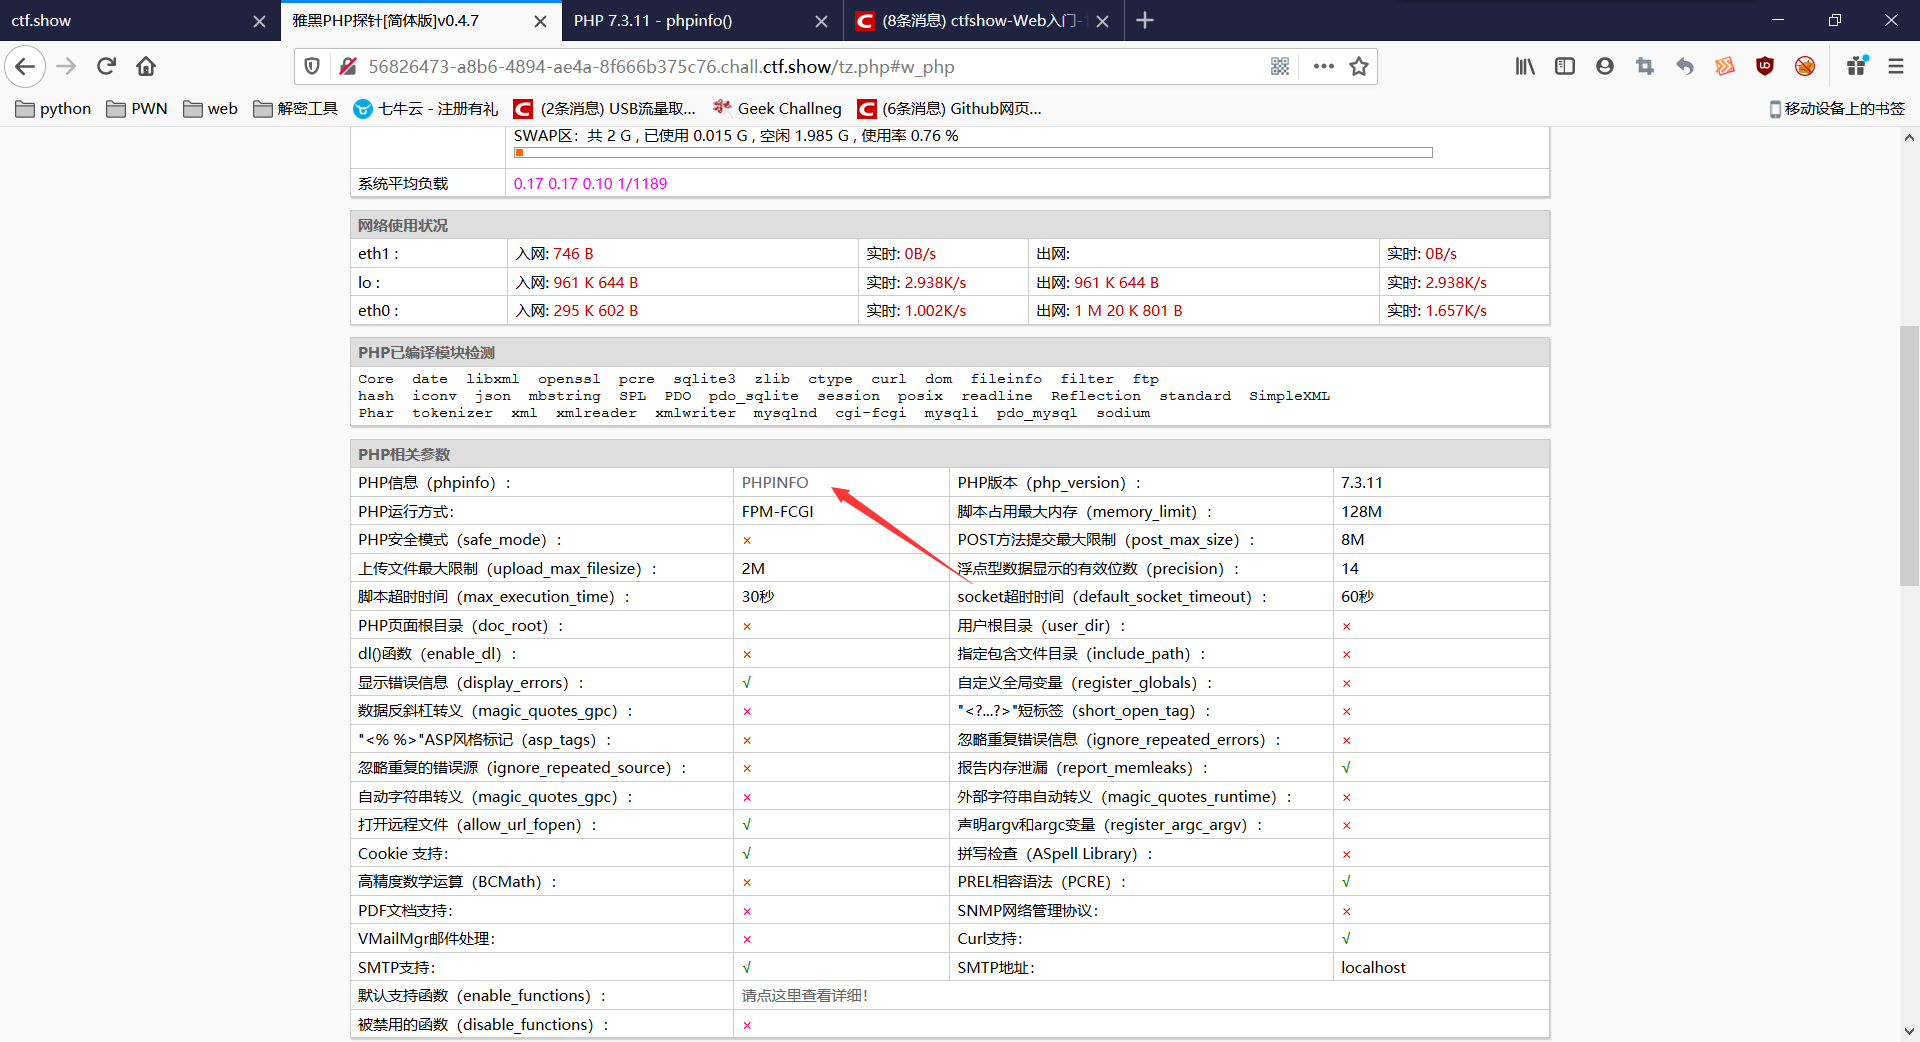 ctf.show
雅黑PHP探针[简体版]v0.4.7
PHP 7.3.11 - phpinfo()
(8条消息) ctfshow-Web入门-1
56826473-a8b6-4894-ae4a-8f666b375c76.chall.ctf.show/tz.php#w_php
python
PWN
web
解密工具
七牛云 - 注册有礼
(2条消息) USB流量取...
Geek Challneg
(6条消息) Github网页...
移动设备上的书签
SWAP区：共 2 G , 已使用 0.015 G , 空闲 1.985 G , 使用率 0.76 %
系统平均负载 0.17 0.17 0.10 1/1189
网络使用状况
eth1 : 入网: 746 B 实时: 0B/s 出网: 实时: 0B/s
lo : 入网: 961 K 644 B 实时: 2.938K/s 出网: 961 K 644 B 实时: 2.938K/s
eth0 : 入网: 295 K 602 B 实时: 1.002K/s 出网: 1 M 20 K 801 B 实时: 1.657K/s
PHP已编译模块检测
Core date libxml openssl pcre sqlite3 zlib ctype curl dom fileinfo filter ftp
hash iconv json mbstring SPL PDO pdo_sqlite session posix readline Reflection standard SimpleXML
Phar tokenizer xml xmlreader xmlwriter mysqlnd cgi-fcgi mysqli pdo_mysql sodium
PHP相关参数
PHP信息（phpinfo）: PHPINFO PHP版本（php_version）: 7.3.11
PHP运行方式: FPM-FCGI 脚本占用最大内存（memory_limit）: 128M
PHP安全模式（safe_mode）: × POST方法提交最大限制（post_max_size）: 8M
上传文件最大限制（upload_max_filesize）: 2M 浮点型数据显示的有效位数（precision）: 14
脚本超时时间（max_execution_time）: 30秒 socket超时时间（default_socket_timeout）: 60秒
PHP页面根目录（doc_root）: × 用户根目录（user_dir）: ×
dl()函数（enable_dl）: × 指定包含文件目录（include_path）: ×
显示错误信息（display_errors）: √ 自定义全局变量（register_globals）: ×
数据反斜杠转义（magic_quotes_gpc）: × "<?...?>"短标签（short_open_tag）: ×
"<% %>"ASP风格标记（asp_tags）: × 忽略重复错误信息（ignore_repeated_errors）: ×
忽略重复的错误源（ignore_repeated_source）: × 报告内存泄漏（report_memleaks）: √
自动字符串转义（magic_quotes_gpc）: × 外部字符串自动转义（magic_quotes_runtime）: ×
打开远程文件（allow_url_fopen）: √ 声明argv和argc变量（register_argc_argv）: ×
Cookie 支持: √ 拼写检查（ASpell Library）: ×
高精度数学运算（BCMath）: × PREL相容语法（PCRE）: √
PDF文档支持: × SNMP网络管理协议: ×
VMailMgr邮件处理: × Curl支持: √
SMTP支持: √ SMTP地址: localhost
默认支持函数（enable_functions）: 请点这里查看详细！
被禁用的函数（disable_functions）: ×